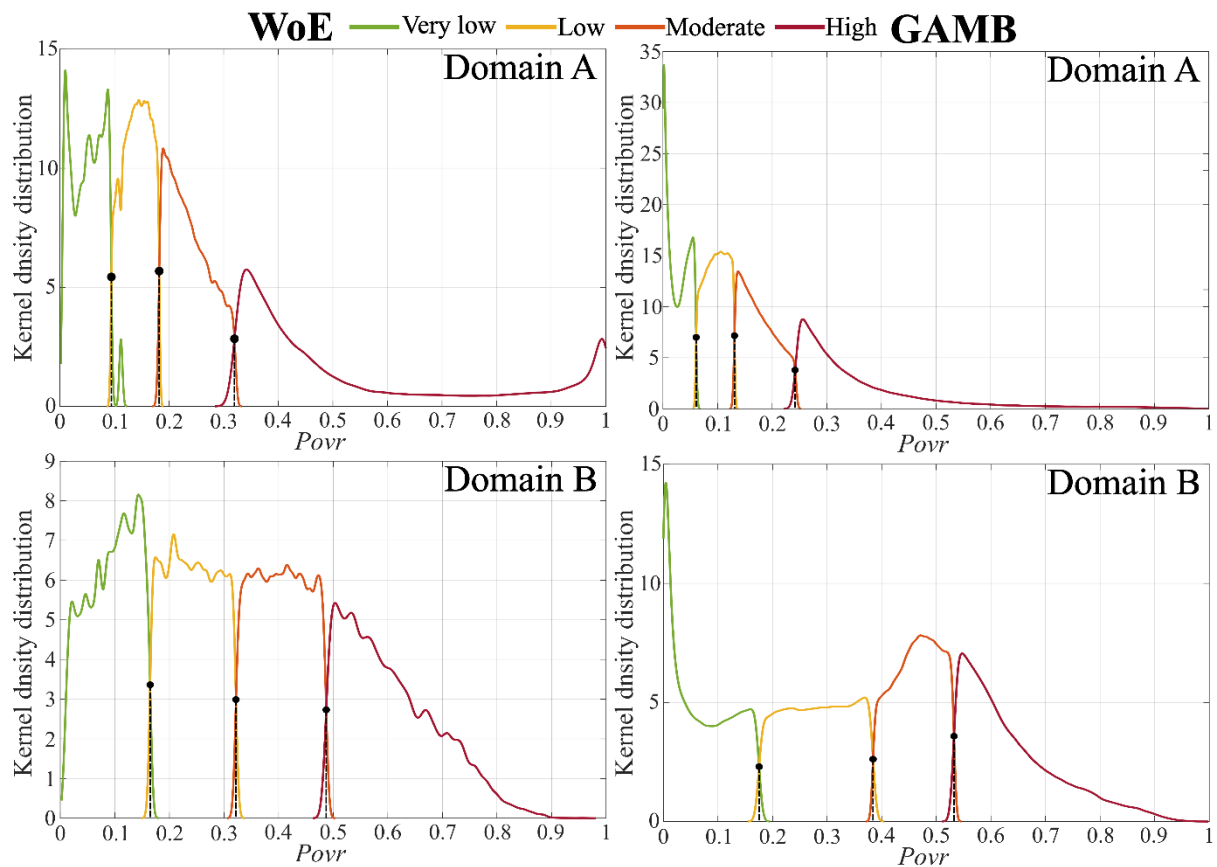 WoE Very low Low Moderate High GAMB
Domain A
Kernel dnsity distribution
15
10
5
0
0 0.1 0.2 0.3 0.4 0.5 0.6 0.7 0.8 0.9 1
Povr
Domain A
Kernel dnsity distribution
35
30
25
20
15
10
5
0
0 0.1 0.2 0.3 0.4 0.5 0.6 0.7 0.8 0.9 1
Povr
Domain B
Kernel dnsity distribution
9
8
7
6
5
4
3
2
1
0
0 0.1 0.2 0.3 0.4 0.5 0.6 0.7 0.8 0.9 1
Povr
Domain B
Kernel dnsity distribution
15
10
5
0
0 0.1 0.2 0.3 0.4 0.5 0.6 0.7 0.8 0.9 1
Povr